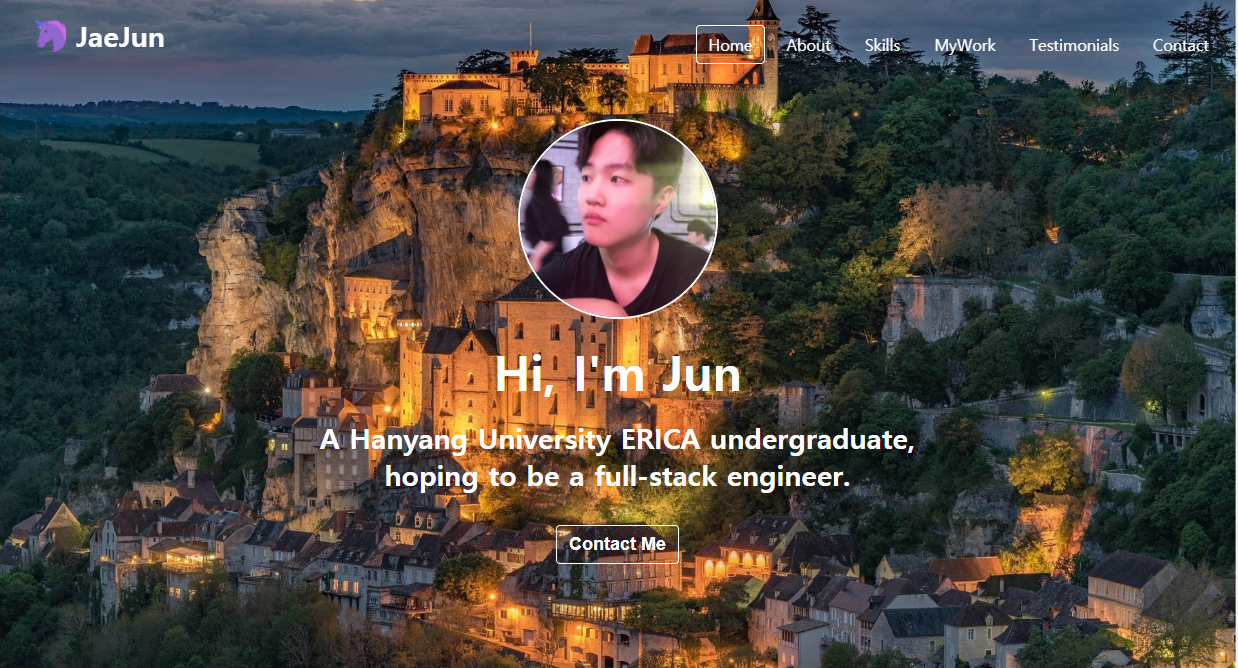 JaeJun
Home About Skills MyWork Testimonials Contact
Hi, I'm Jun
A Hanyang University ERICA undergraduate,
hoping to be a full-stack engineer.
Contact Me